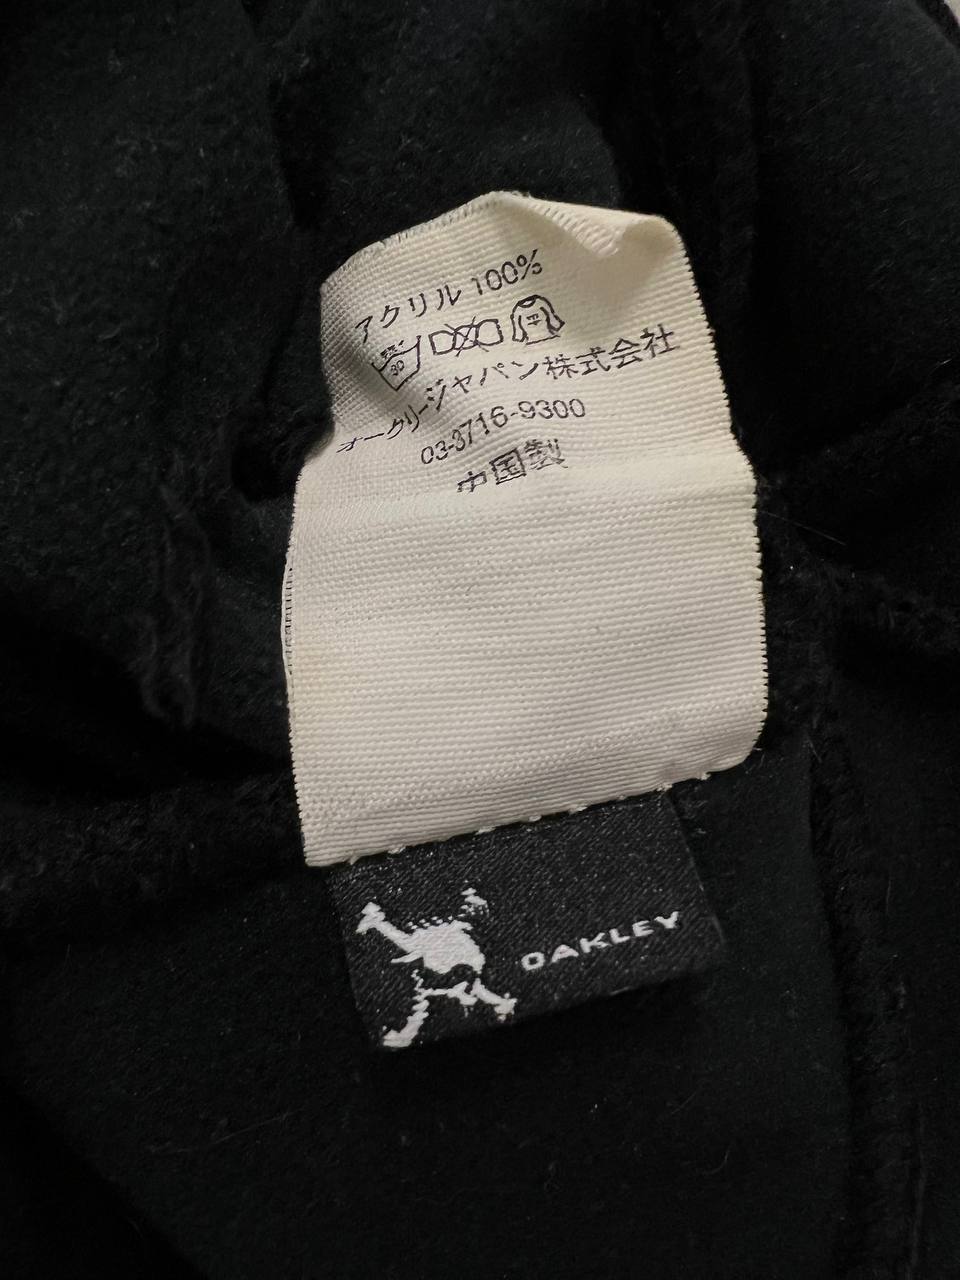 アクリル 100%
30
オークリージャパン株式会社
03-3716-9300
中国製
OAKLEY